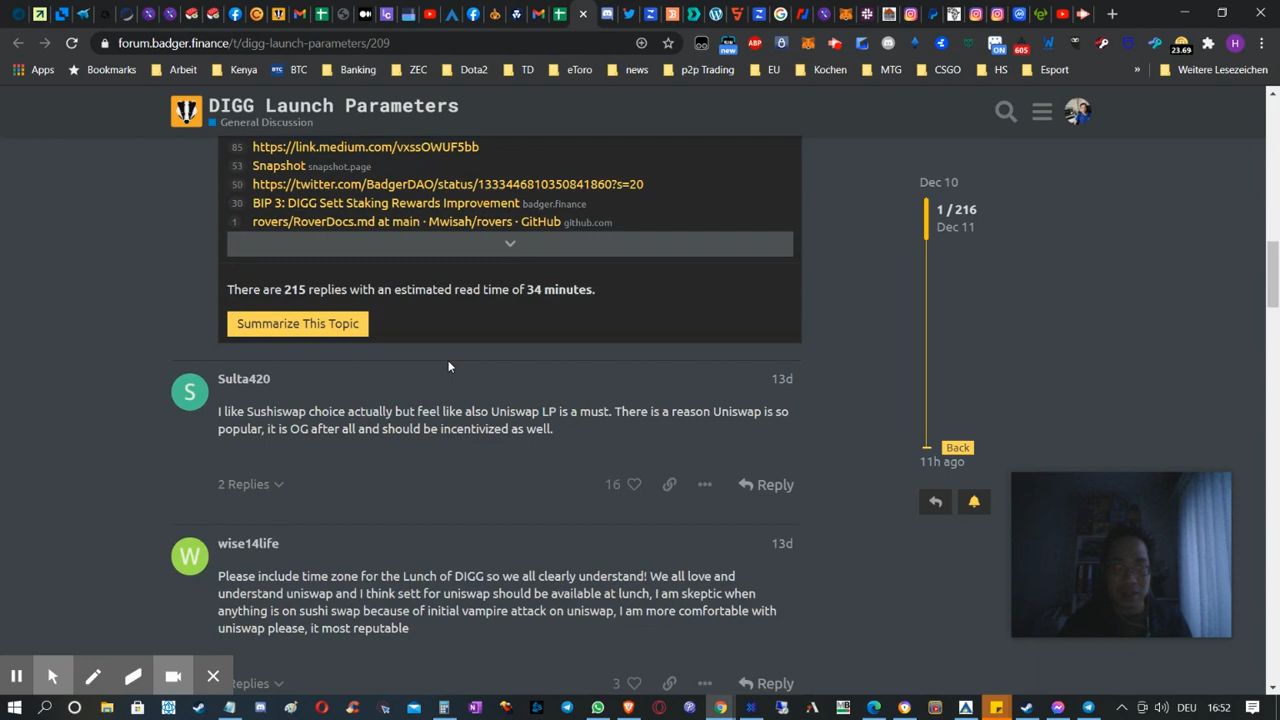 forum.badger.finance/t/digg-launch-parameters/209
new
ABP
ON
605
23.69
H
Apps
Bookmarks
Arbeit
Kenya
BTC
BTC
Banking
ZEC
Dota2
TD
eToro
news
p2p Trading
EU
Kochen
MTG
CSGO
HS
Esport
»
Weitere Lesezeichen
DIGG Launch Parameters
General Discussion
85 https://link.medium.com/vxssOWUF5bb
53 Snapshot snapshot.page
50 https://twitter.com/BadgerDAO/status/1333446810350841860?s=20
30 BIP 3: DIGG Sett Staking Rewards Improvement badger.finance
1 rovers/RoverDocs.md at main · Mwisah/rovers · GitHub github.com
There are 215 replies with an estimated read time of 34 minutes.
Summarize This Topic
Dec 10
1 / 216
Dec 11
Back
11h ago
S
Sulta420 13d
I like Sushiswap choice actually but feel like also Uniswap LP is a must. There is a reason Uniswap is so
popular, it is OG after all and should be incentivized as well.
2 Replies 16 Reply
W
wise14life 13d
Please include time zone for the Lunch of DIGG so we all clearly understand! We all love and
understand uniswap and I think sett for uniswap should be available at lunch, I am skeptic when
anything is on sushi swap because of initial vampire attack on uniswap, I am more comfortable with
uniswap please, it most reputable
eplies 3 Reply
DEU 16:52